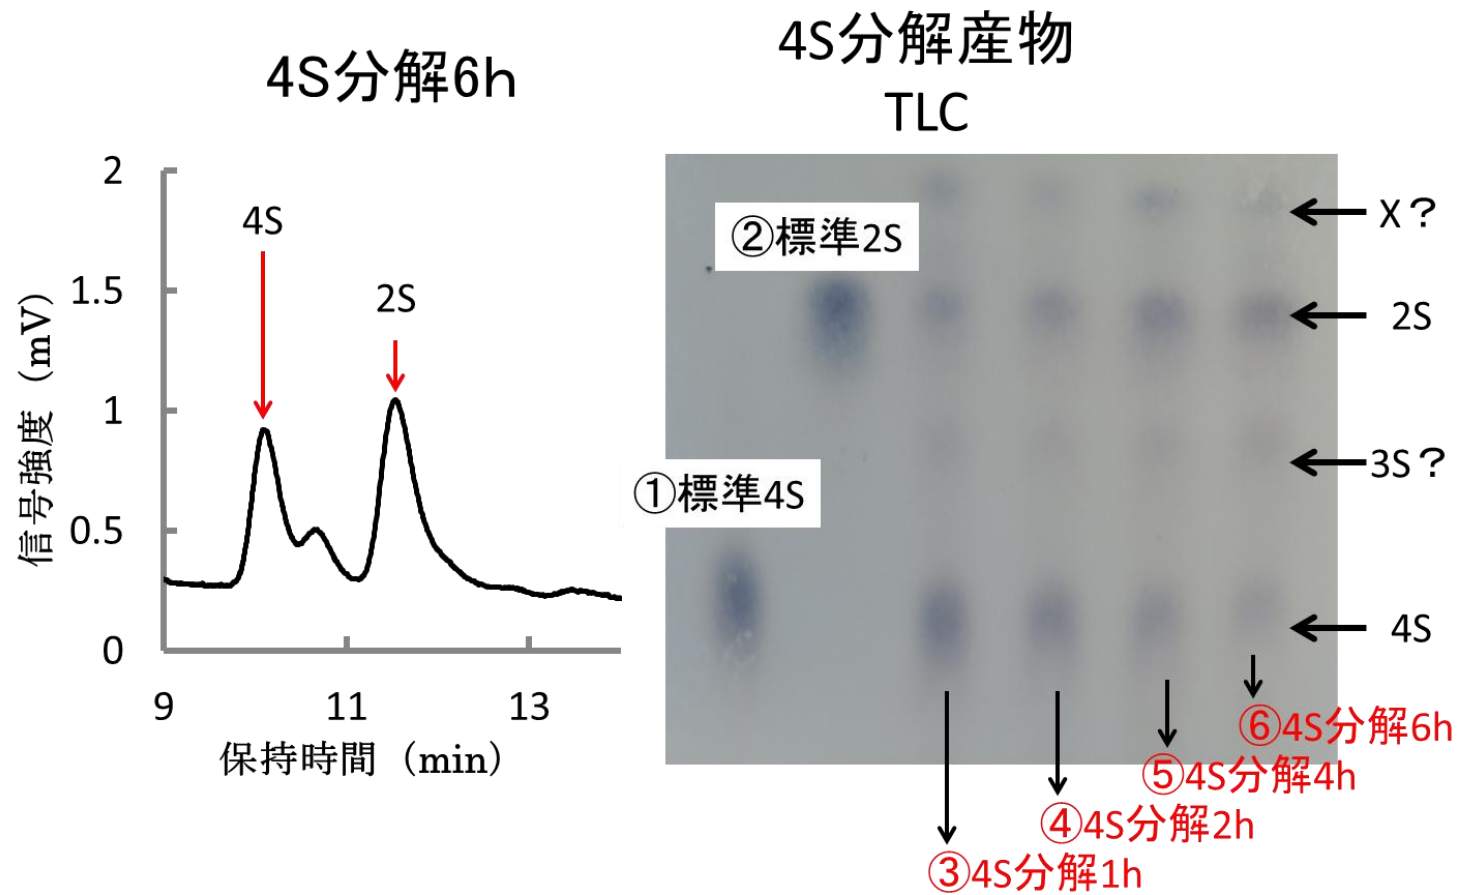 4S分解6h
2
1.5
1
0.5
0
信号強度（mV）
4S
2S
9
11
13
保持時間（min）
4S分解産物
TLC
②標準2S
①標準4S
X？
2S
3S？
4S
⑥4S分解6h
⑤4S分解4h
④4S分解2h
③4S分解1h